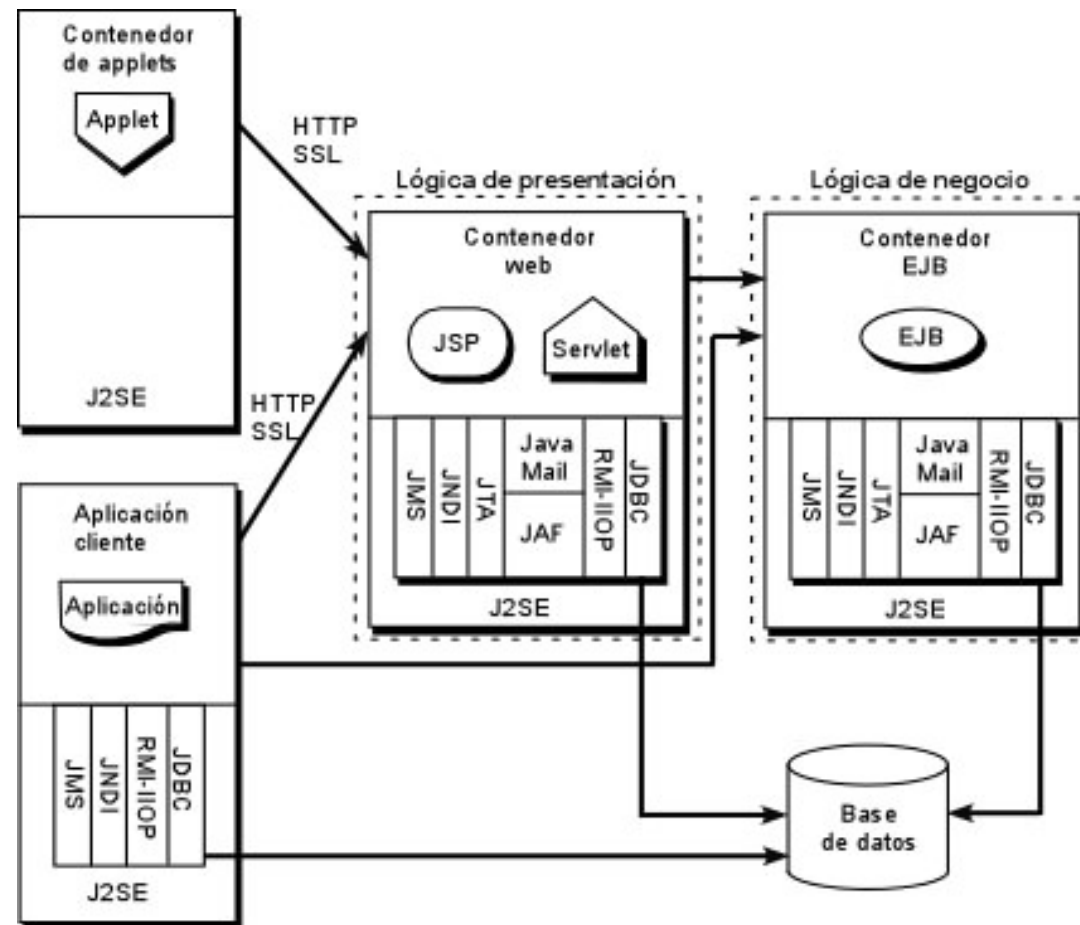 Contenedor
de applets
Applet
J2SE
HTTP
SSL
HTTP
SSL
Aplicación
cliente
Aplicación
JMS
JNDI
RMI-IIOP
JDBC
J2SE
Lógica de presentación
Contenedor
web
JSP
Servlet
JMS
JNDI
JTA
Java
Mail
JAF
RMI-IIOP
JDBC
J2SE
Lógica de negocio
Contenedor
EJB
EJB
JMS
JNDI
JTA
Java
Mail
JAF
RMI-IIOP
JDBC
J2SE
Base
de datos